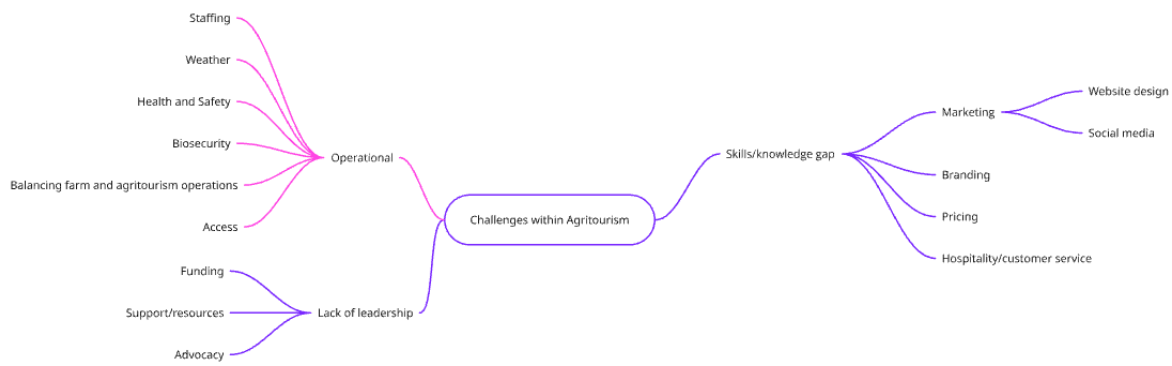 Challenges within Agritourism
Operational
Staffing
Weather
Health and Safety
Biosecurity
Balancing farm and agritourism operations
Access
Lack of leadership
Funding
Support/resources
Advocacy
Skills/knowledge gap
Marketing
Website design
Social media
Branding
Pricing
Hospitality/customer service